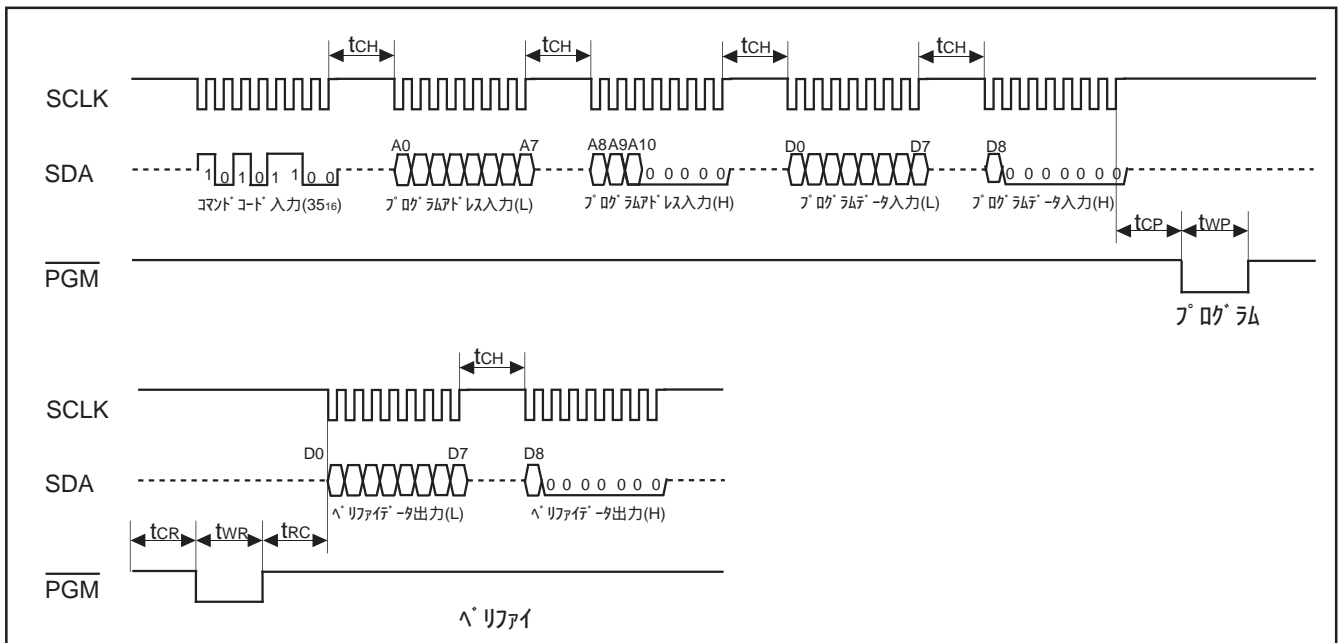 tCH tCH tCH tCH
SCLK
A0 A7 A8 A9 A10 D0 D7 D8
SDA 1 0 1 0 1 1 0 0 0 0 0 0 0 0 0 0 0 0 0 0
コマンドコード入力(3516) プログラムアドレス入力(L) プログラムアドレス入力(H) プログラムデータ入力(L) プログラムデータ入力(H)
tCP tWP
PGM
プログラム
tCH
SCLK
D0 D7 D8
SDA 0 0 0 0 0 0 0
ベリファイデータ出力(L) ベリファイデータ出力(H)
tCR tWR tRC
PGM
ベリファイ